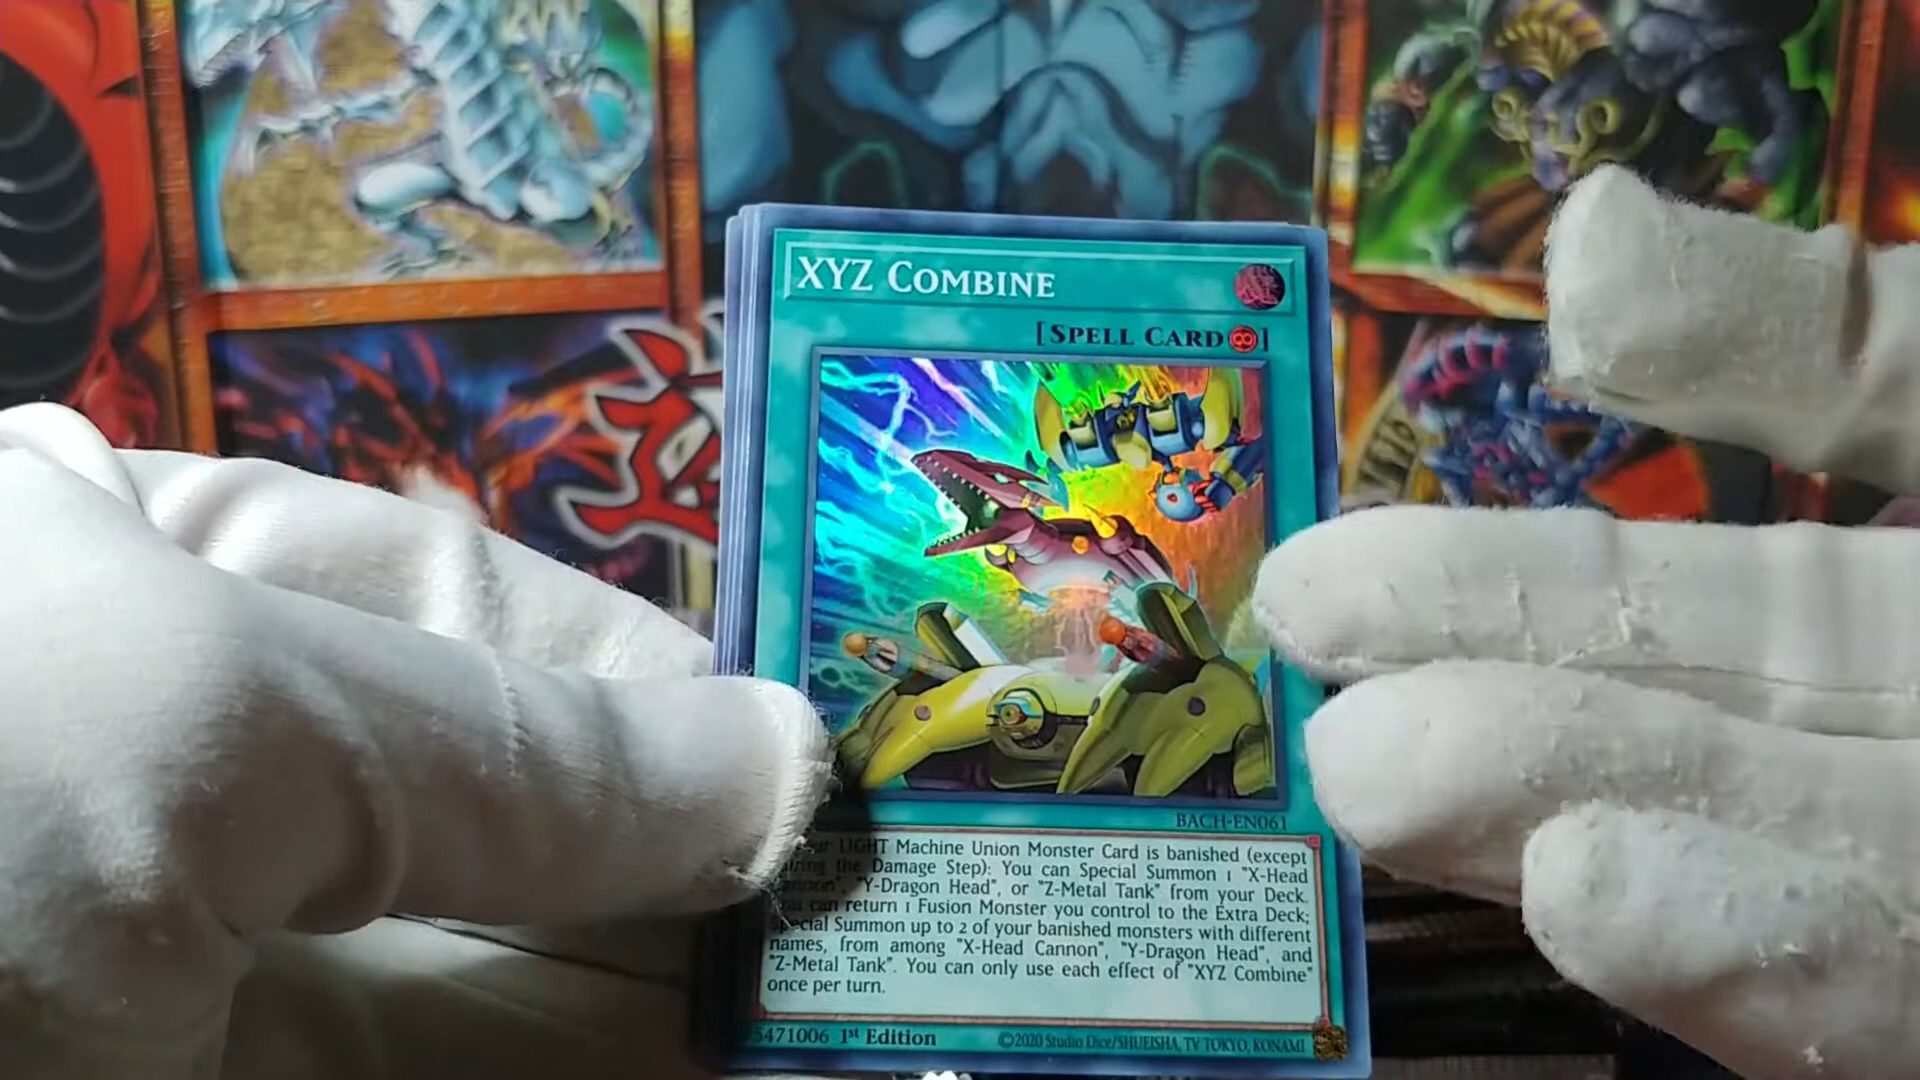 XYZ COMBINE
[SPELL CARD]
BACH-EN061
LIGHT Machine Union Monster Card is banished (except
the Damage Step): You can Special Summon 1 "X-Head
"Y-Dragon Head", or "Z-Metal Tank" from your Deck.
can return 1 Fusion Monster you control to the Extra Deck;
Special Summon up to 2 of your banished monsters with different
names, from among "X-Head Cannon", "Y-Dragon Head", and
"Z-Metal Tank". You can only use each effect of "XYZ Combine"
once per turn.
5471006 1st Edition
©2020 Studio Dice/SHUEISHA, TV TOKYO, KONAMI